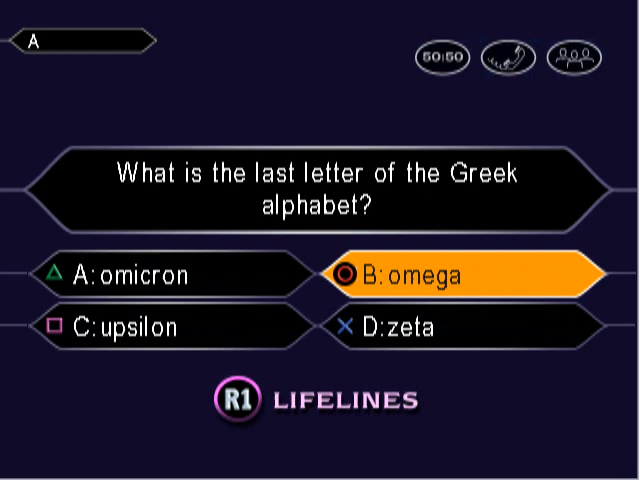 A
50:50
What is the last letter of the Greek
alphabet?
A: omicron
B: omega
C: upsilon
D: zeta
R1 LIFELINES